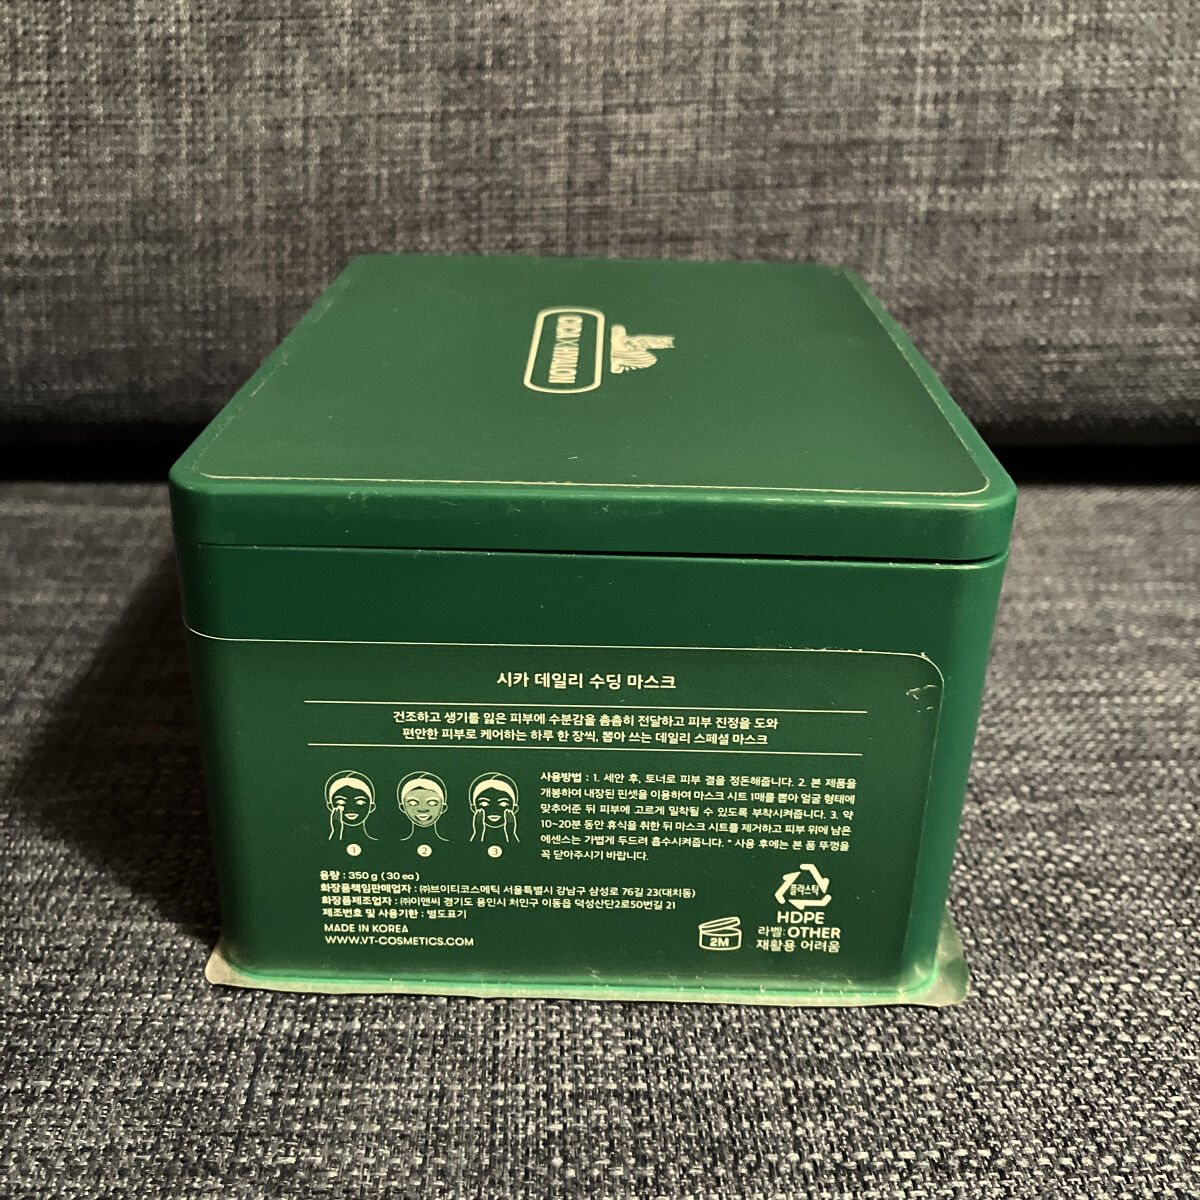 CICA × HYALON
시카 데일리 수딩 마스크
건조하고 생기를 잃은 피부에 수분감을 촘촘히 전달하고 피부 진정을 도와
편안한 피부로 케어하는 하루 한 장씩, 뽑아 쓰는 데일리 스페셜 마스크
사용방법 : 1. 세안 후, 토너로 피부 결을 정돈해줍니다. 2. 본 제품을
개봉하여 내장된 핀셋을 이용하여 마스크 시트 1매를 뽑아 얼굴 형태에
맞추어준 뒤 피부에 고르게 밀착될 수 있도록 부착시켜줍니다. 3. 약
10~20분 동안 휴식을 취한 뒤 마스크 시트를 제거하고 피부 위에 남은
에센스는 가볍게 두드려 흡수시켜줍니다. * 사용 후에는 본 품 뚜껑을
꼭 닫아주시기 바랍니다.
1 2 3
용량 : 350 g ( 30 ea )
화장품책임판매업자 : ㈜브이티코스메틱 서울특별시 강남구 삼성로 76길 23(대치동)
화장품제조업자 : ㈜이앤씨 경기도 용인시 처인구 이동읍 덕성산단2로50번길 21
제조번호 및 사용기한 : 별도표기
MADE IN KOREA
WWW.VT-COSMETICS.COM
2M
플라스틱
HDPE
라벨: OTHER
재활용 어려움